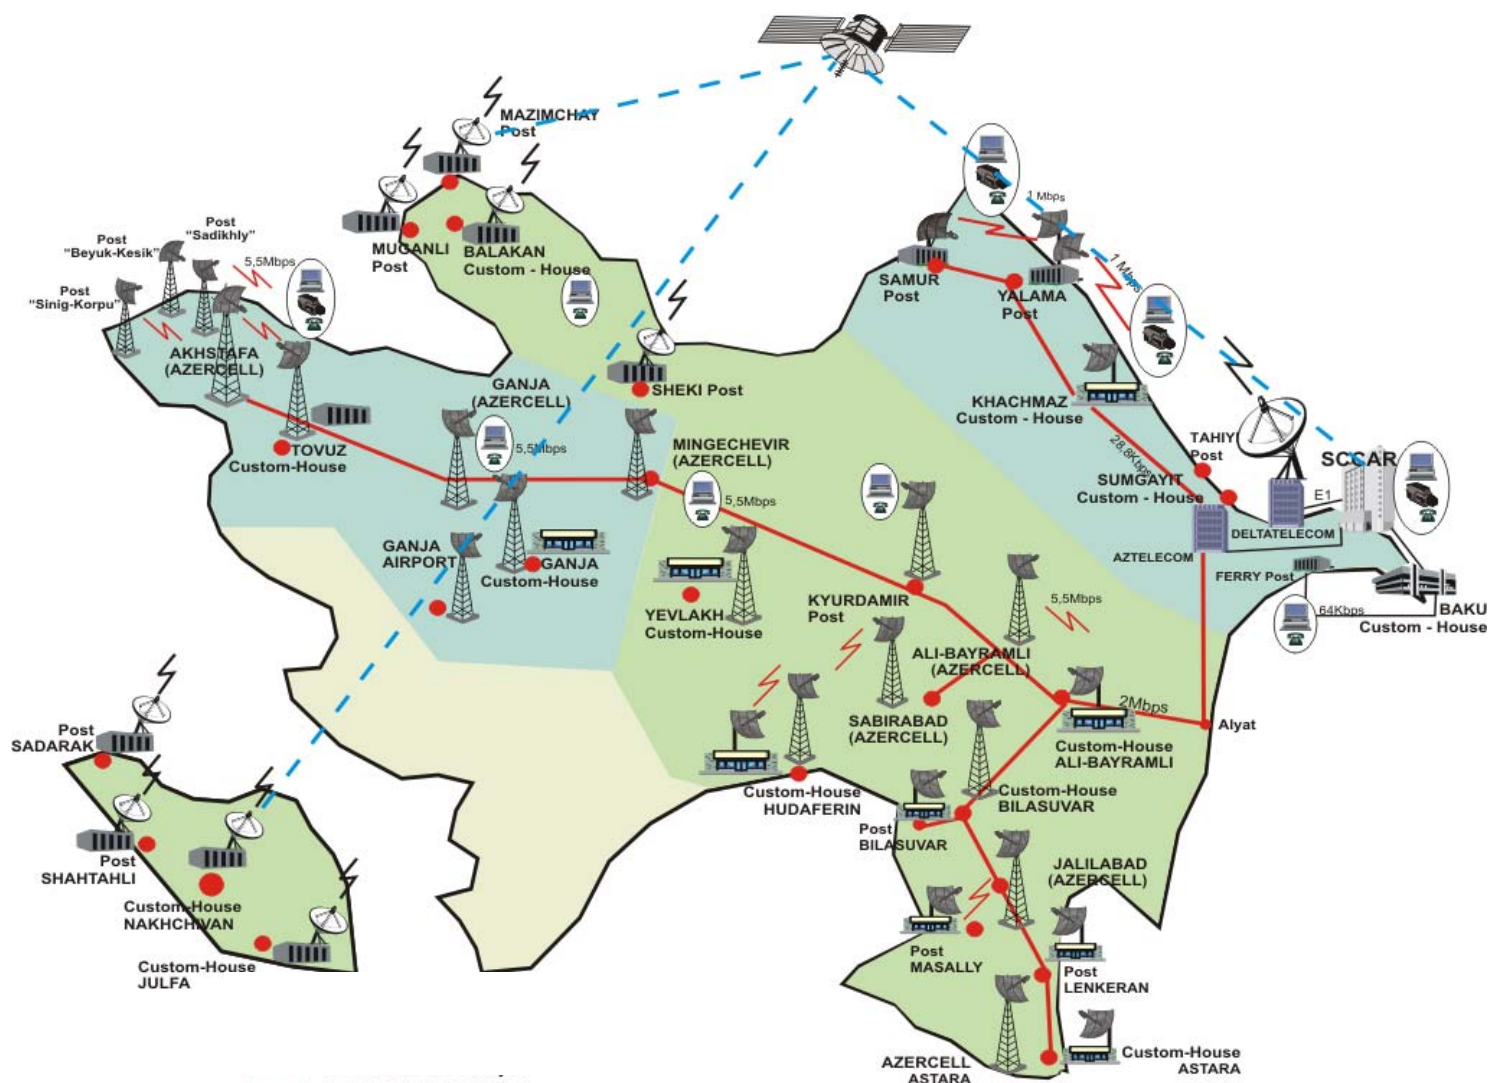 MAZIMCHAY
Post
MUGANLI
Post
BALAKAN
Custom - House
Post
"Sadikhly"
Post
"Beyuk-Kesik"
Post
"Sinig-Korpu"
5,5Mbps
AKHSTAFA
(AZERCELL)
TOVUZ
Custom-House
GANJA
(AZERCELL)
5,5Mbps
SHEKI Post
MINGECHEVIR
(AZERCELL)
5,5Mbps
SAMUR
Post
YALAMA
Post
1 Mbps
1 Mbps
KHACHMAZ
Custom - House
28,8Kbps
TAHIY
Post
SUMGAYIT
Custom - House
SCCAR
E1
DELTATELECOM
AZTELECOM
FERRY Post
64Kbps
BAKU
Custom - House
GANJA
AIRPORT
GANJA
Custom-House
YEVLAKH
Custom-House
KYURDAMIR
Post
5,5Mbps
ALI-BAYRAMLI
(AZERCELL)
SABIRABAD
(AZERCELL)
2Mbps
Alyat
Custom-House
ALI-BAYRAMLI
Custom-House
HUDAFERIN
Custom-House
BILASUVAR
Post
BILASUVAR
JALILABAD
(AZERCELL)
Post
MASALLY
Post
LENKERAN
AZERCELL
ASTARA
Custom-House
ASTARA
Post
SADARAK
Post
SHAHTAHLI
Custom-House
NAKHCHIVAN
Custom-House
JULFA